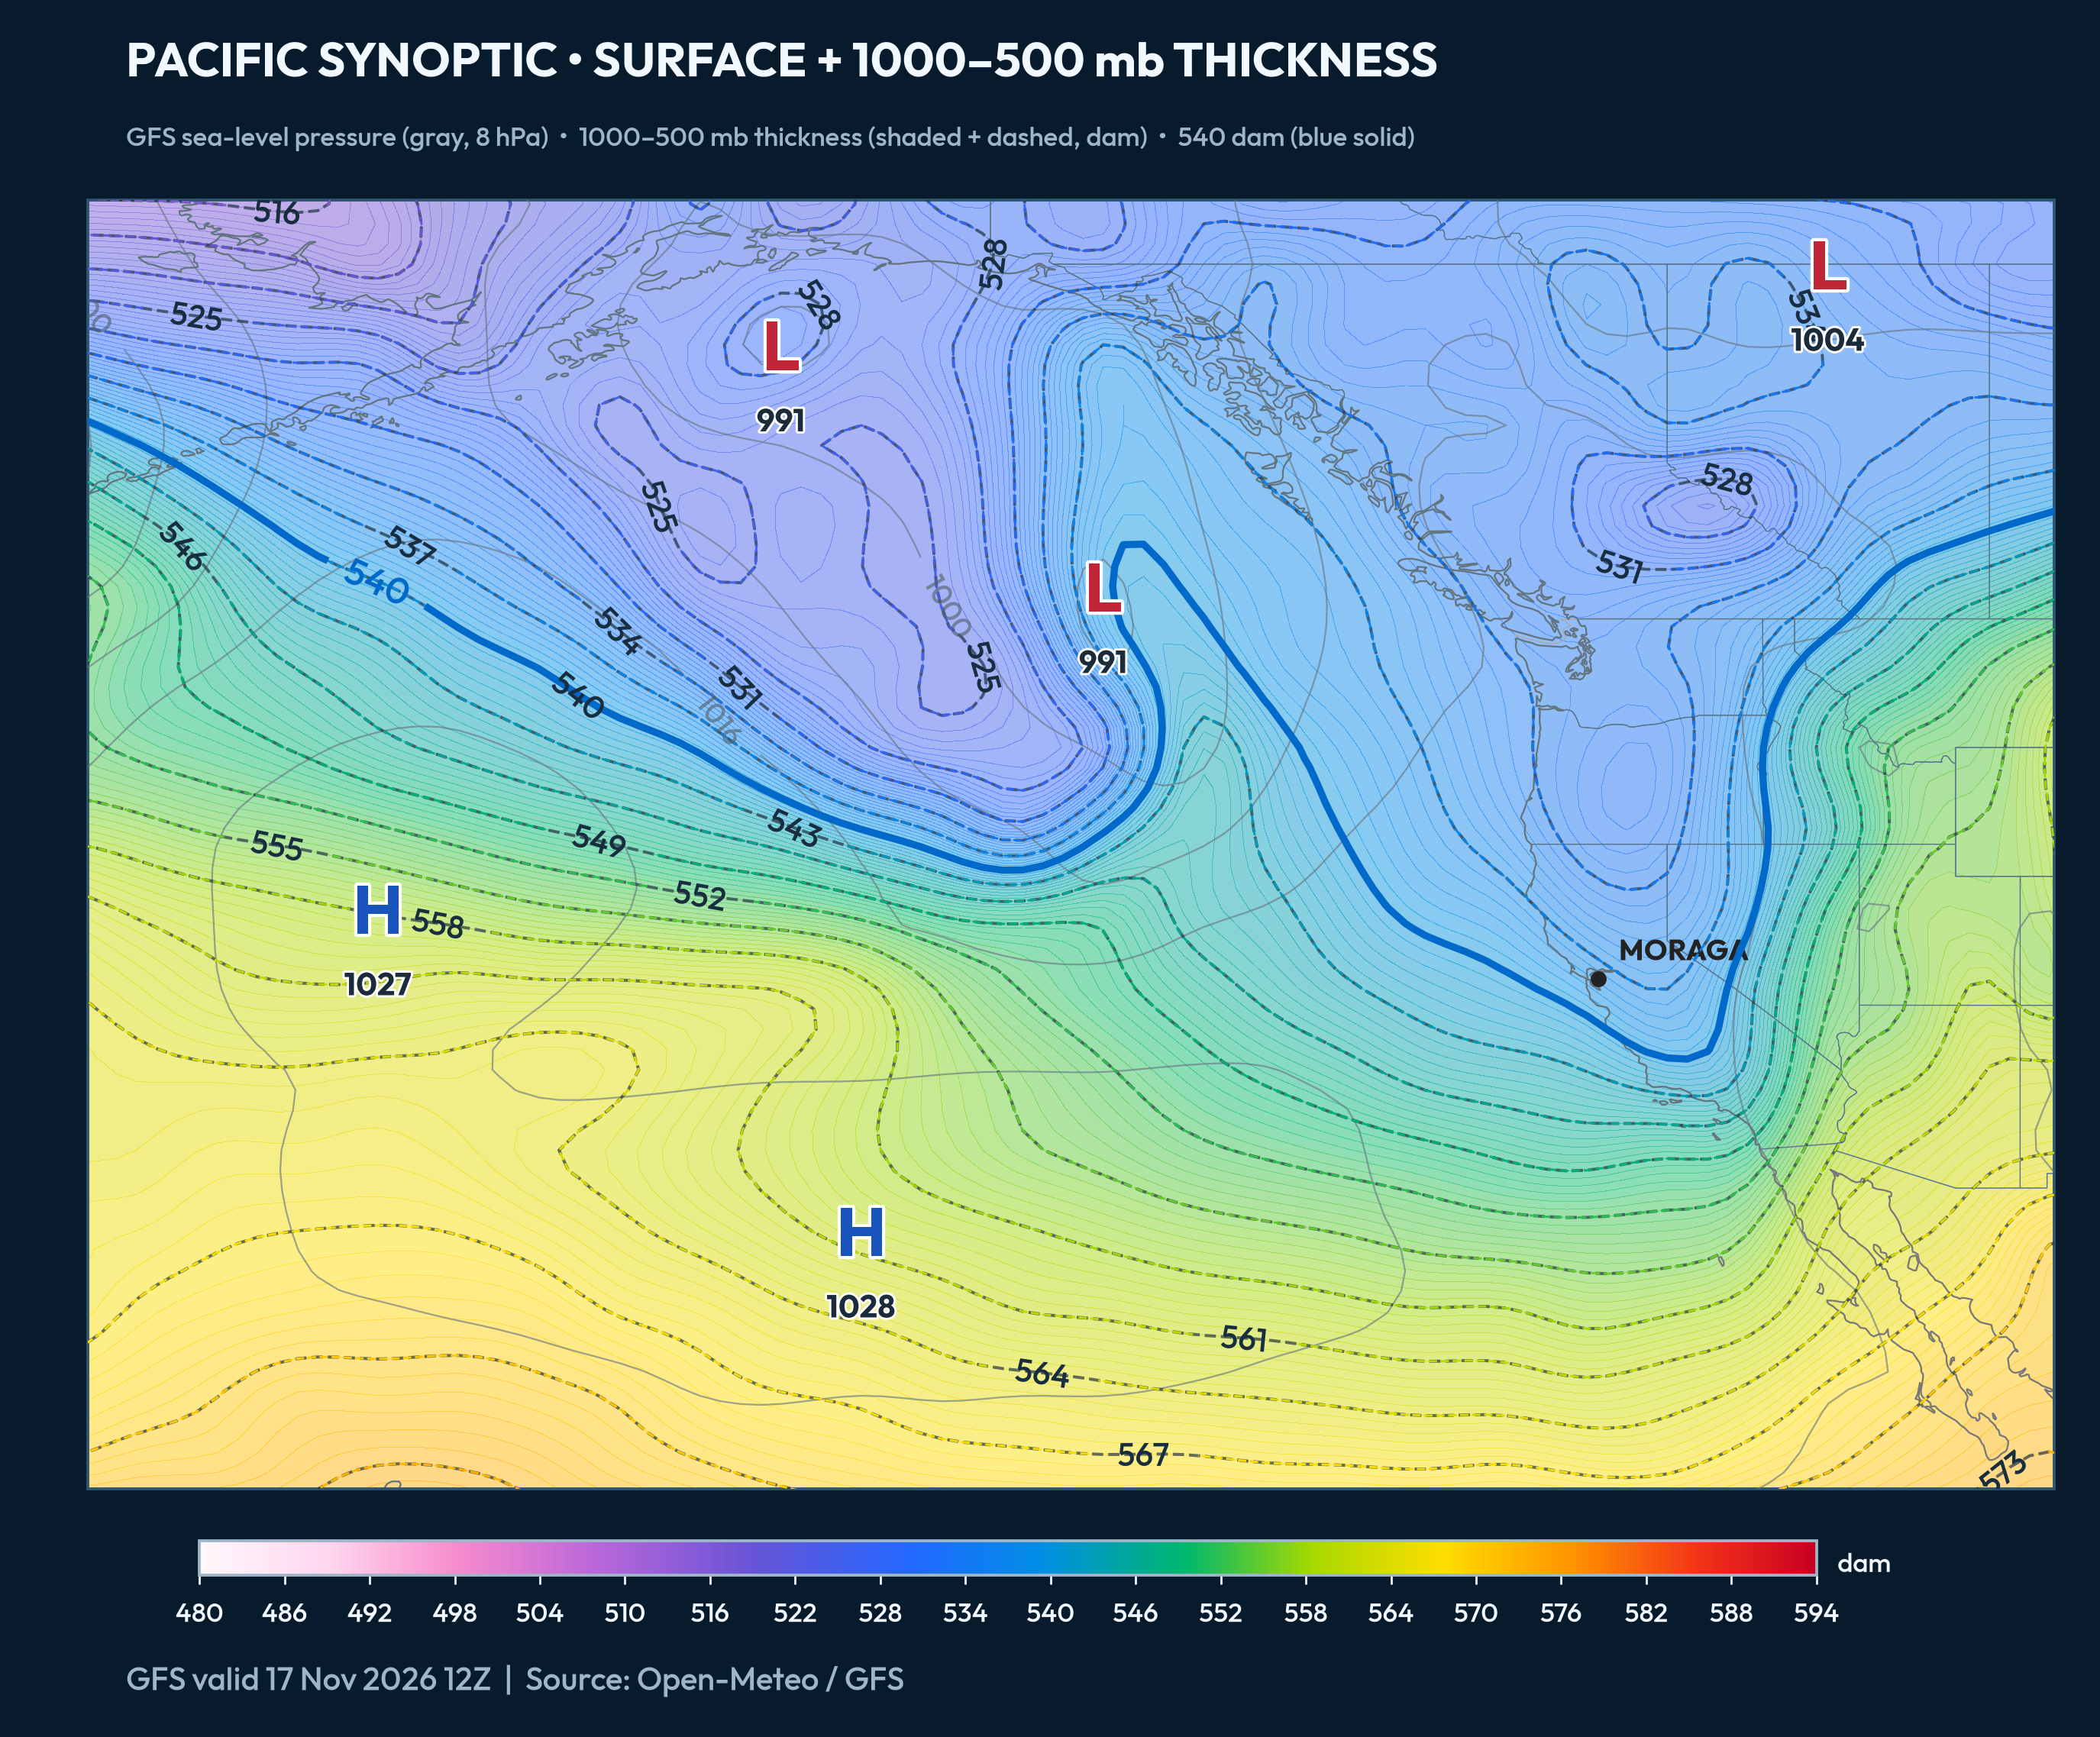 PACIFIC SYNOPTIC • SURFACE + 1000–500 mb THICKNESS
GFS sea-level pressure (gray, 8 hPa) • 1000–500 mb thickness (shaded + dashed, dam) • 540 dam (blue solid)
516
528
L
528
525
L
53
1004
991
528
525
537
546
531
540
L
1000
534
991
525
531
540
1016
543
549
555
552
H
558
MORAGA
1027
H
1028
561
564
567
573
dam
480 486 492 498 504 510 516 522 528 534 540 546 552 558 564 570 576 582 588 594
GFS valid 17 Nov 2026 12Z | Source: Open-Meteo / GFS